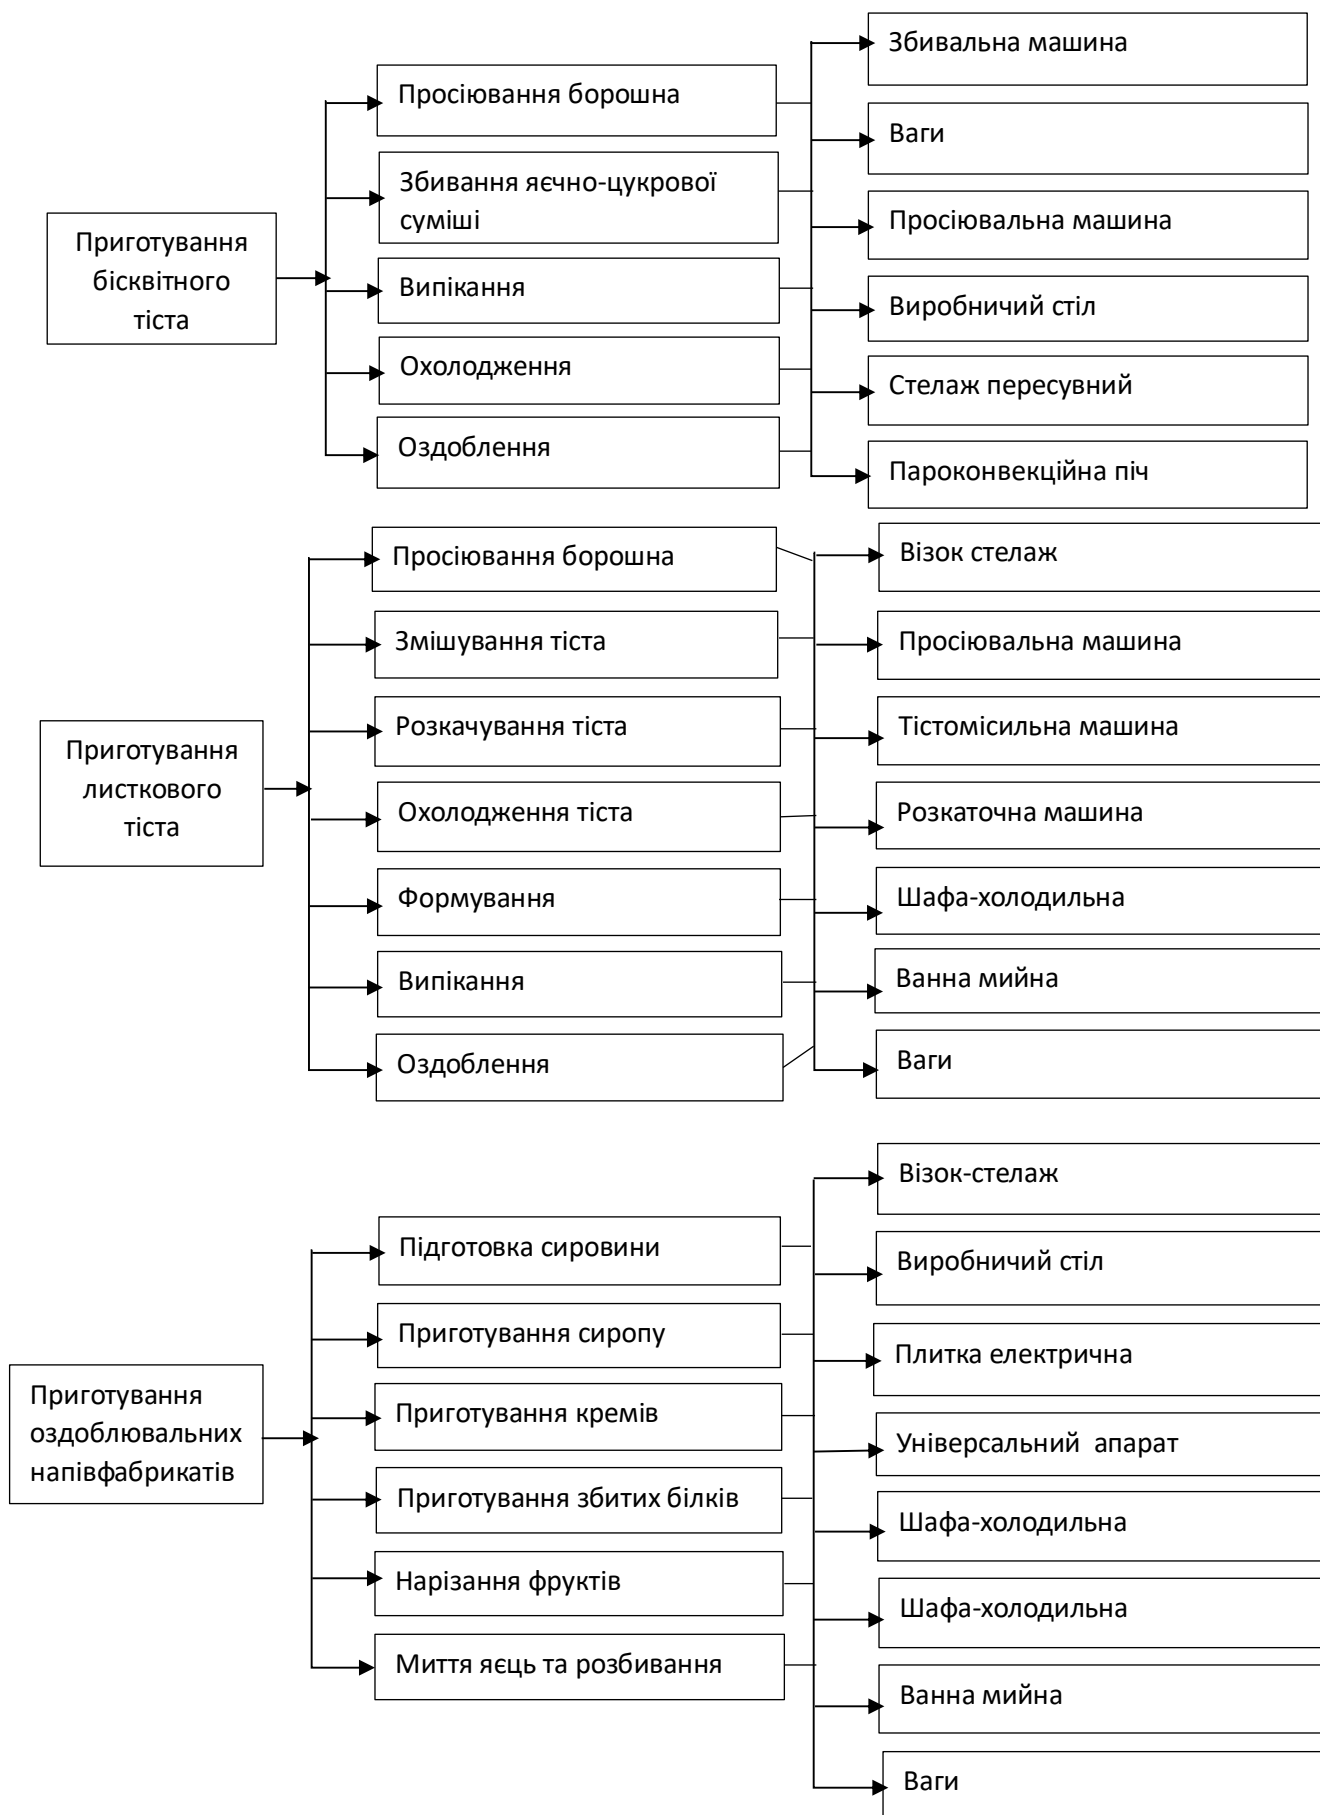 Приготування
бісквітного
тіста
Просіювання борошна
Збивання яєчно-цукрової
суміші
Випікання
Охолодження
Оздоблення
Збивальна машина
Ваги
Просіювальна машина
Виробничий стіл
Стелаж пересувний
Пароконвекційна піч
Приготування
листкового
тіста
Просіювання борошна
Змішування тіста
Розкачування тіста
Охолодження тіста
Формування
Випікання
Оздоблення
Візок стелаж
Просіювальна машина
Тістомісильна машина
Розкаточна машина
Шафа-холодильна
Ванна мийна
Ваги
Приготування
оздоблювальних
напівфабрикатів
Підготовка сировини
Приготування сиропу
Приготування кремів
Приготування збитих білків
Нарізання фруктів
Миття яєць та розбивання
Візок-стелаж
Виробничий стіл
Плитка електрична
Універсальний апарат
Шафа-холодильна
Шафа-холодильна
Ванна мийна
Ваги